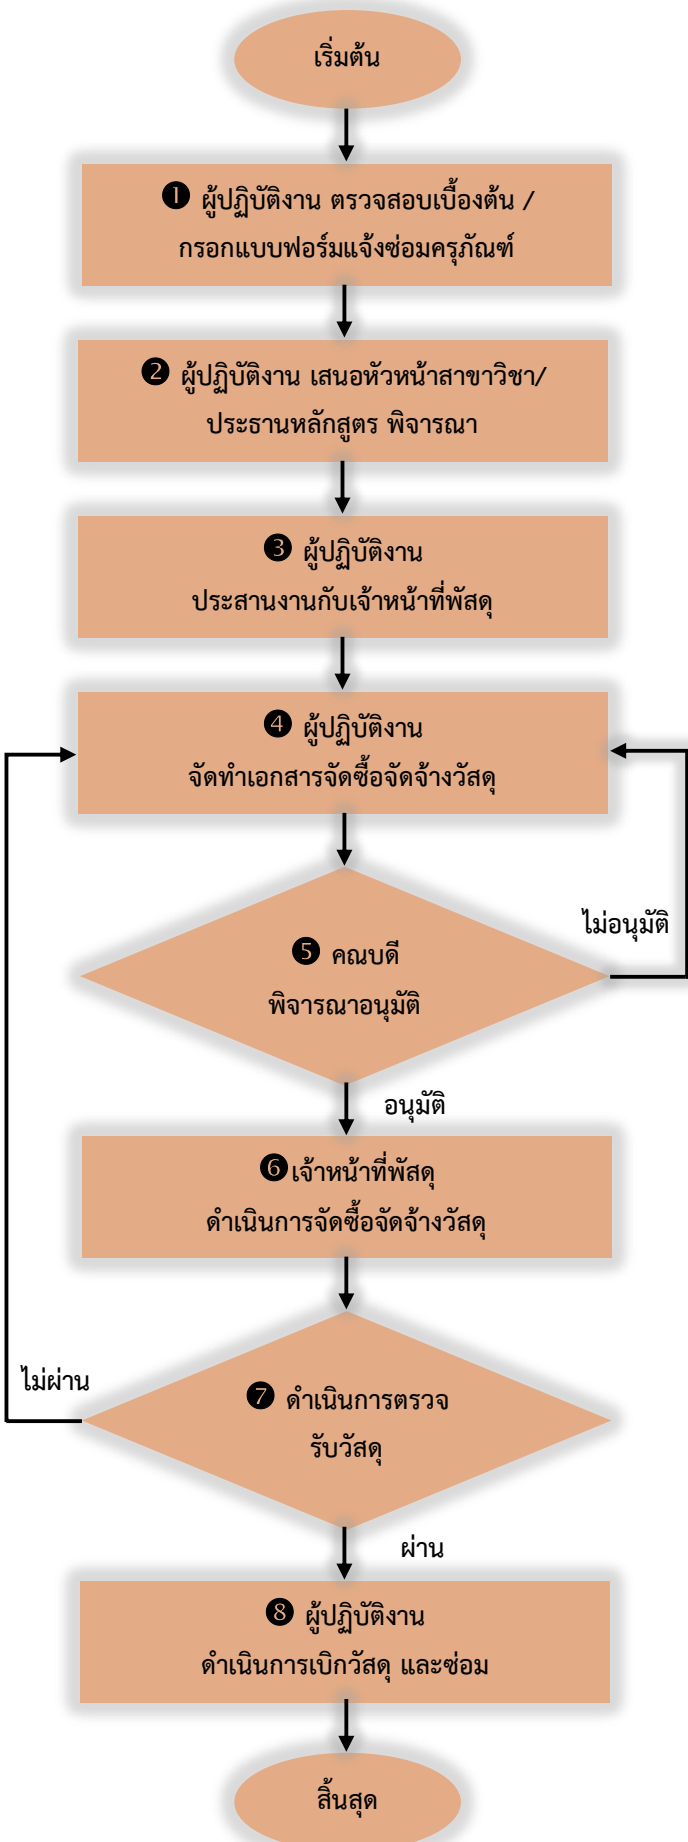 เริ่มต้น
❶ ผู้ปฏิบัติงาน ตรวจสอบเบื้องต้น /
กรอกแบบฟอร์มแจ้งซ่อมครุภัณฑ์
❷ ผู้ปฏิบัติงาน เสนอหัวหน้าสาขาวิชา/
ประธานหลักสูตร พิจารณา
❸ ผู้ปฏิบัติงาน
ประสานงานกับเจ้าหน้าที่พัสดุ
❹ ผู้ปฏิบัติงาน
จัดทำเอกสารจัดซื้อจัดจ้างวัสดุ
ไม่อนุมัติ
❺ คณบดี
พิจารณาอนุมัติ
อนุมัติ
❻เจ้าหน้าที่พัสดุ
ดำเนินการจัดซื้อจัดจ้างวัสดุ
ไม่ผ่าน
❼ ดำเนินการตรวจ
รับวัสดุ
ผ่าน
❽ ผู้ปฏิบัติงาน
ดำเนินการเบิกวัสดุ และซ่อม
สิ้นสุด